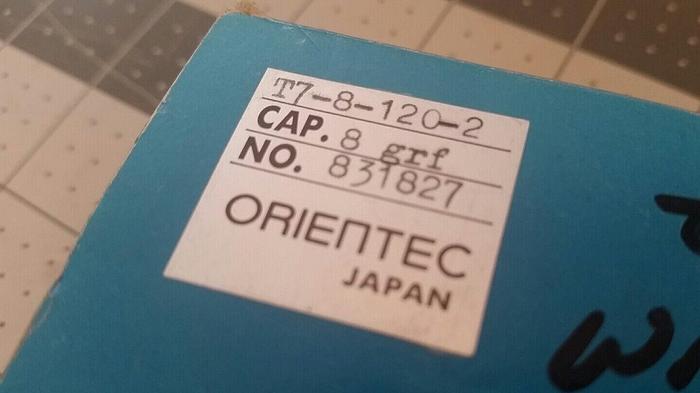 T7-8-120-2
CAP. 8 grf
NO. 831827
ORIENTEC
JAPAN